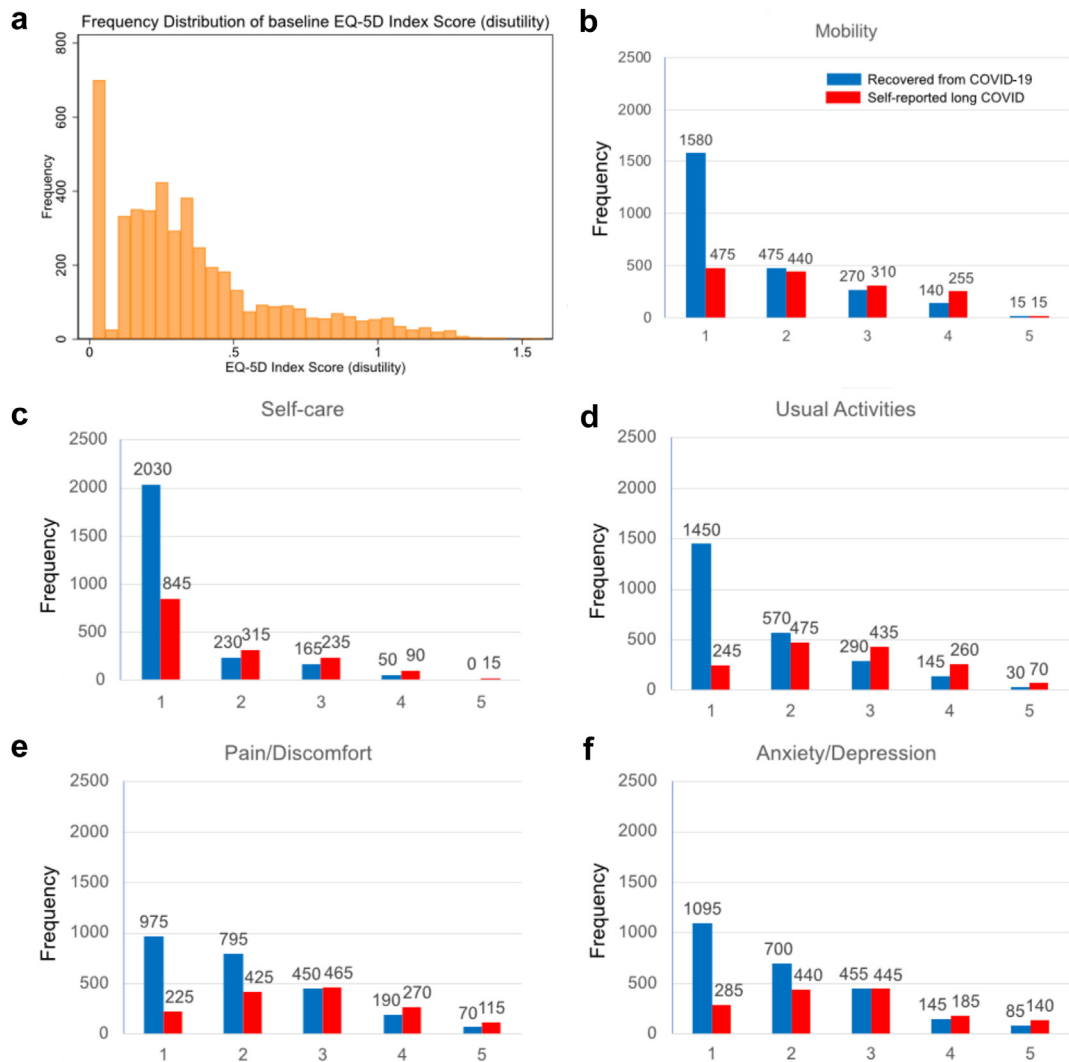 a
Frequency Distribution of baseline EQ-5D Index Score (disutility)
800
600
400
200
0
Frequency
0 .5 1 1.5
EQ-5D Index Score (disutility)
b
Mobility
Recovered from COVID-19
Self-reported long COVID
2500
2000
1500
1000
500
0
Frequency
1580 475
475 440
270 310
140 255
15 15
1 2 3 4 5
c
Self-care
2500
2000
1500
1000
500
0
Frequency
2030 845
230 315
165 235
50 90
0 15
1 2 3 4 5
d
Usual Activities
2500
2000
1500
1000
500
0
Frequency
1450 245
570 475
290 435
145 260
30 70
1 2 3 4 5
e
Pain/Discomfort
2500
2000
1500
1000
500
0
Frequency
975 225
795 425
450 465
190 270
70 115
1 2 3 4 5
f
Anxiety/Depression
2500
2000
1500
1000
500
0
Frequency
1095 285
700 440
455 445
145 185
85 140
1 2 3 4 5